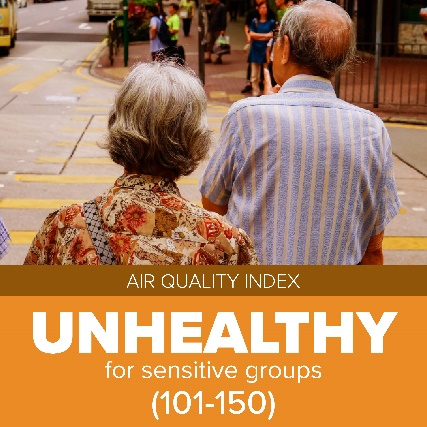 AIR QUALITY INDEX
UNHEALTHY
for sensitive groups
(101-150)